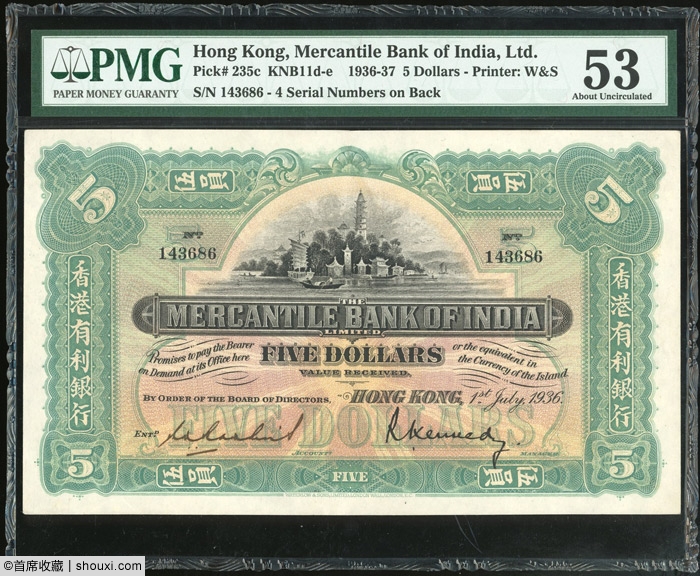 PMG
PAPER MONEY GUARANTY
Hong Kong, Mercantile Bank of India, Ltd.
Pick# 235c KNB11d-e 1936-37 5 Dollars - Printer: W&S
S/N 143686 - 4 Serial Numbers on Back
53
About Uncirculated
5
伍員
伍員
5
No
143686
No
143686
香港有利銀行
香港有利銀行
THE
MERCANTILE BANK OF INDIA
LIMITED
Promises to pay the Bearer
on Demand at its Office here
FIVE DOLLARS
VALUE RECEIVED
or the equivalent in
the Currency of the Island.
BY ORDER OF THE BOARD OF DIRECTORS,
HONG KONG, 1st July, 1936.
FIVE DOLLARS
ENTD
R. Kennedy.
ACCOUNT
MANAGER
5
伍員
FIVE
伍員
5
@首席收藏 | shouxi.com